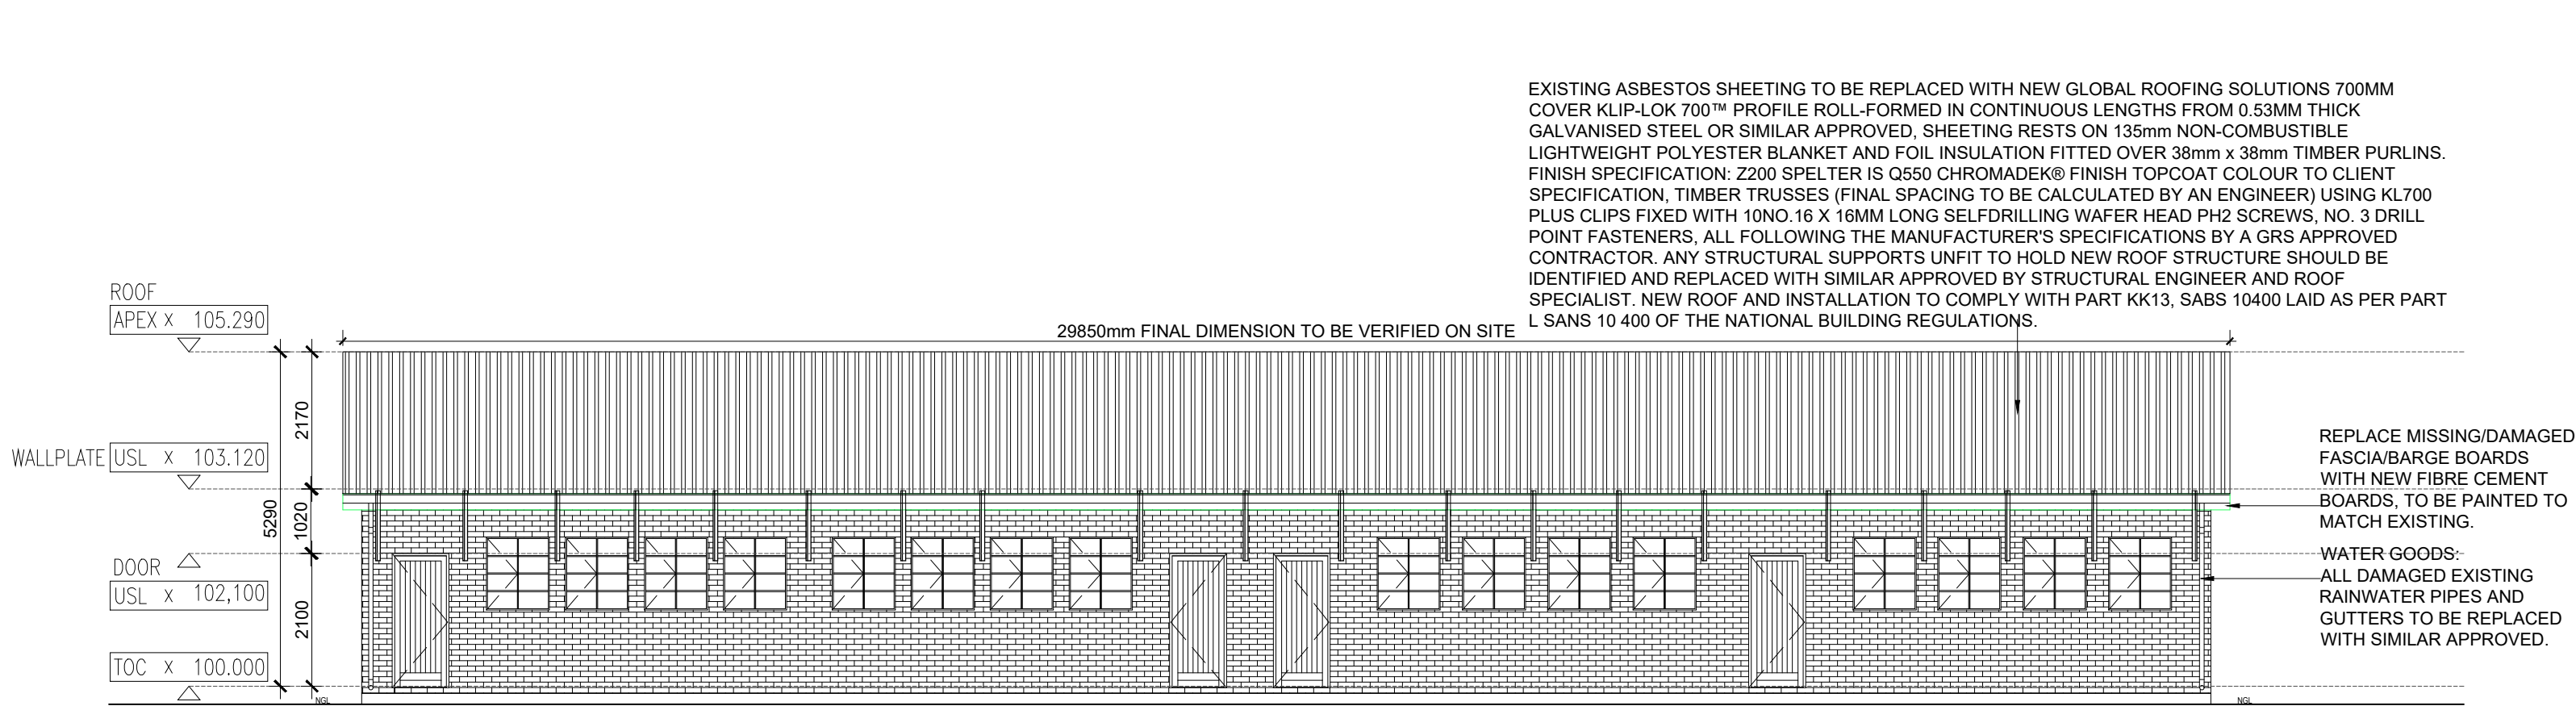 EXISTING ASBESTOS SHEETING TO BE REPLACED WITH NEW GLOBAL ROOFING SOLUTIONS 700MM
COVER KLIP-LOK 700™ PROFILE ROLL-FORMED IN CONTINUOUS LENGTHS FROM 0.53MM THICK
GALVANISED STEEL OR SIMILAR APPROVED, SHEETING RESTS ON 135mm NON-COMBUSTIBLE
LIGHTWEIGHT POLYESTER BLANKET AND FOIL INSULATION FITTED OVER 38mm x 38mm TIMBER PURLINS.
FINISH SPECIFICATION: Z200 SPELTER IS Q550 CHROMADEK® FINISH TOPCOAT COLOUR TO CLIENT
SPECIFICATION, TIMBER TRUSSES (FINAL SPACING TO BE CALCULATED BY AN ENGINEER) USING KL700
PLUS CLIPS FIXED WITH 10NO.16 X 16MM LONG SELFDRILLING WAFER HEAD PH2 SCREWS, NO. 3 DRILL
POINT FASTENERS, ALL FOLLOWING THE MANUFACTURER'S SPECIFICATIONS BY A GRS APPROVED
CONTRACTOR. ANY STRUCTURAL SUPPORTS UNFIT TO HOLD NEW ROOF STRUCTURE SHOULD BE
IDENTIFIED AND REPLACED WITH SIMILAR APPROVED BY STRUCTURAL ENGINEER AND ROOF
SPECIALIST. NEW ROOF AND INSTALLATION TO COMPLY WITH PART KK13, SABS 10400 LAID AS PER PART
L SANS 10 400 OF THE NATIONAL BUILDING REGULATIONS.
29850mm FINAL DIMENSION TO BE VERIFIED ON SITE
ROOF
APEX x 105.290
2170
WALLPLATE USL x 103.120
5290
1020
DOOR
USL x 102,100
2100
TOC x 100.000
NGL
REPLACE MISSING/DAMAGED
FASCIA/BARGE BOARDS
WITH NEW FIBRE CEMENT
BOARDS, TO BE PAINTED TO
MATCH EXISTING.
WATER GOODS:
ALL DAMAGED EXISTING
RAINWATER PIPES AND
GUTTERS TO BE REPLACED
WITH SIMILAR APPROVED.
NGL